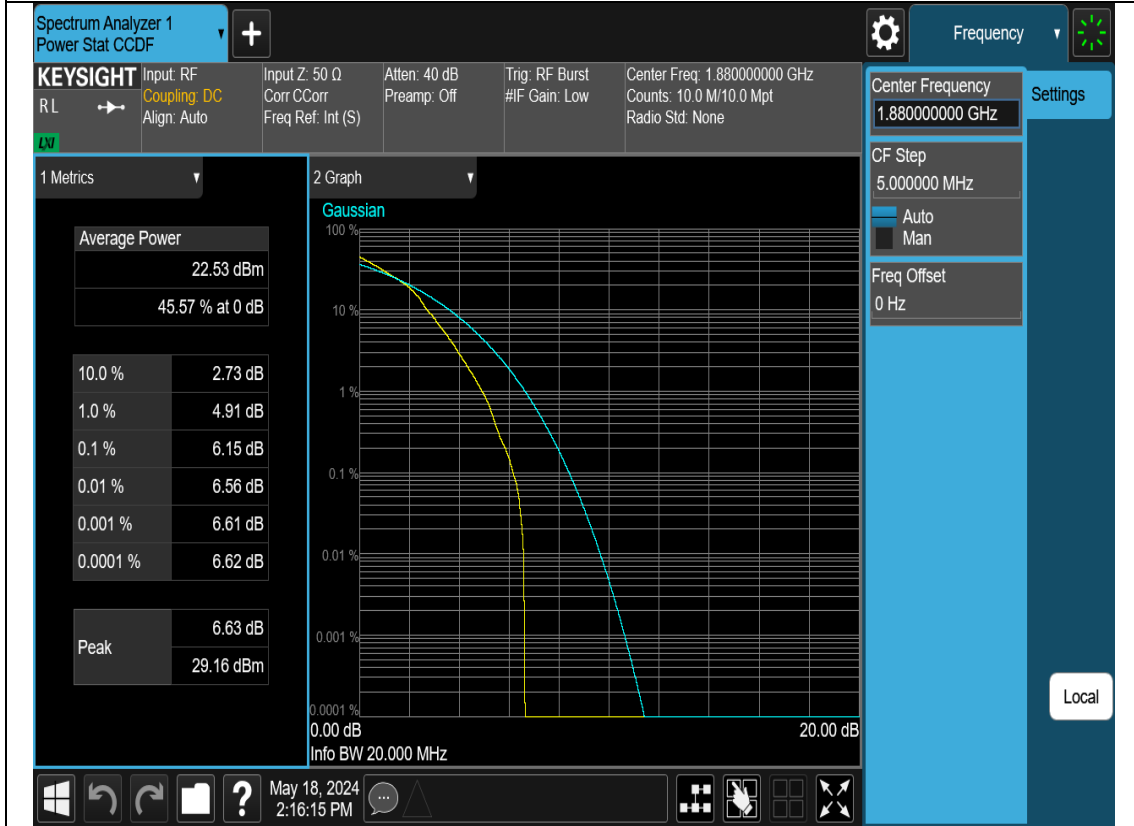 Spectrum Analyzer 1
Power Stat CCDF
Frequency
KEYSIGHT
RL
LXI
Input: RF
Coupling: DC
Align: Auto
Input Z: 50 Ω
Corr CCorr
Freq Ref: Int (S)
Atten: 40 dB
Preamp: Off
Trig: RF Burst
#IF Gain: Low
Center Freq: 1.880000000 GHz
Counts: 10.0 M/10.0 Mpt
Radio Std: None
Center Frequency
1.880000000 GHz
Settings
CF Step
5.000000 MHz
Auto
Man
Freq Offset
0 Hz
1 Metrics
Average Power
22.53 dBm
45.57 % at 0 dB
10.0 % 2.73 dB
1.0 % 4.91 dB
0.1 % 6.15 dB
0.01 % 6.56 dB
0.001 % 6.61 dB
0.0001 % 6.62 dB
Peak
6.63 dB
29.16 dBm
2 Graph
Gaussian
100 %
10 %
1 %
0.1 %
0.01 %
0.001 %
0.0001 %
0.00 dB 20.00 dB
Info BW 20.000 MHz
Local
?
May 18, 2024
2:16:15 PM